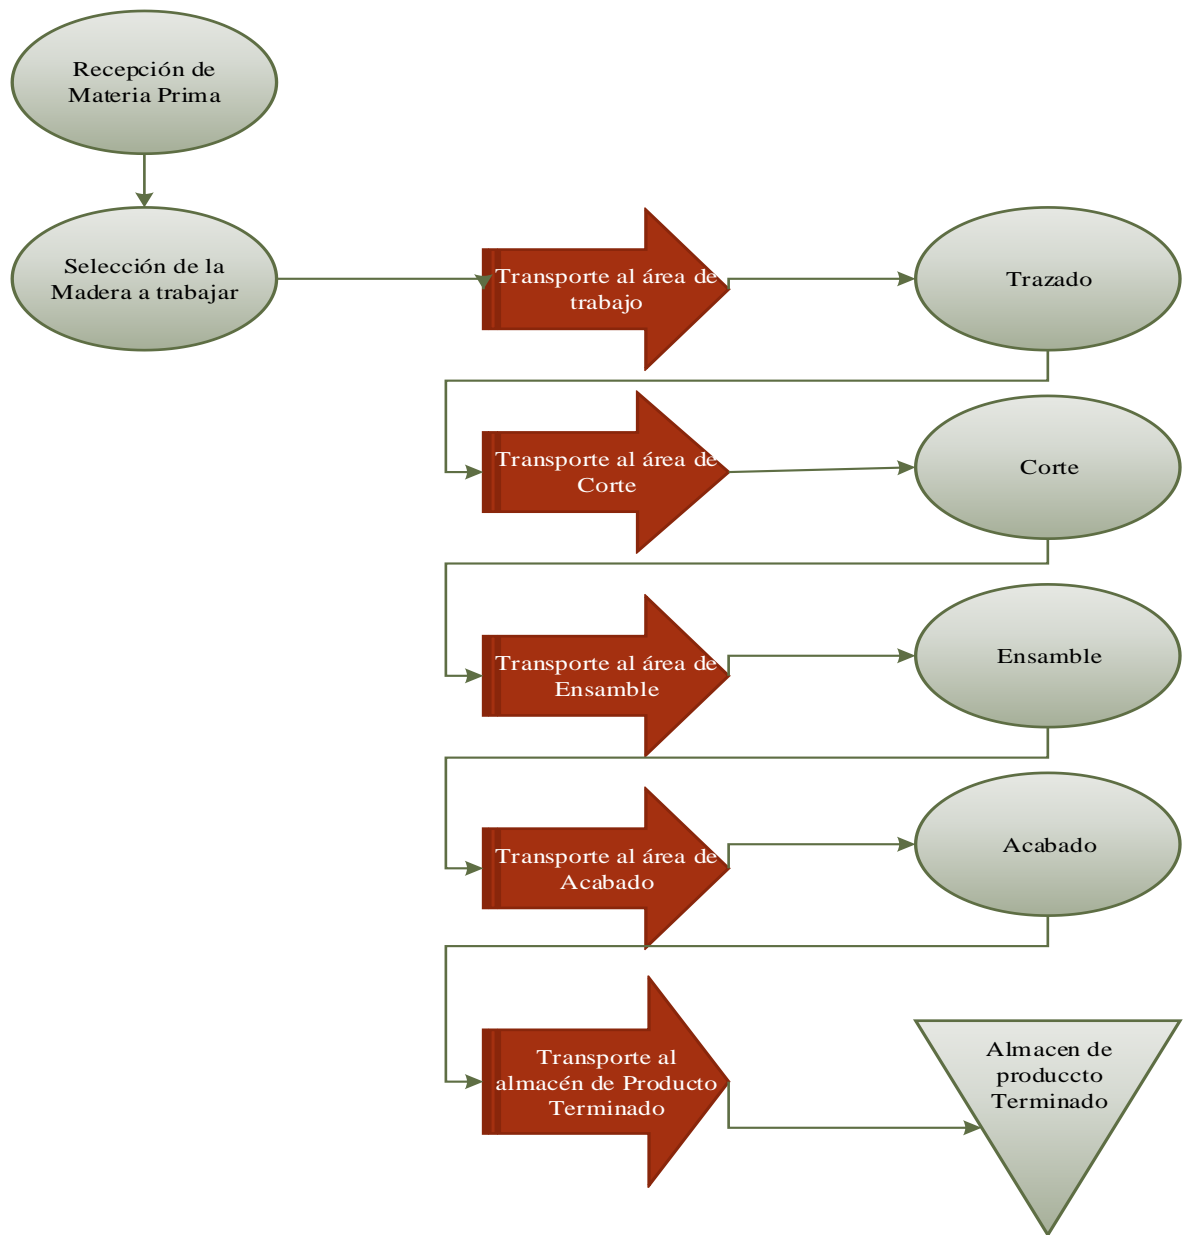 Recepción de
Materia Prima
Selección de la
Madera a trabajar
Transporte al área de
trabajo
Trazado
Transporte al área de
Corte
Corte
Transporte al área de
Ensamble
Ensamble
Transporte al área de
Acabado
Acabado
Transporte al
almacén de Producto
Terminado
Almacen de
produccto
Terminado